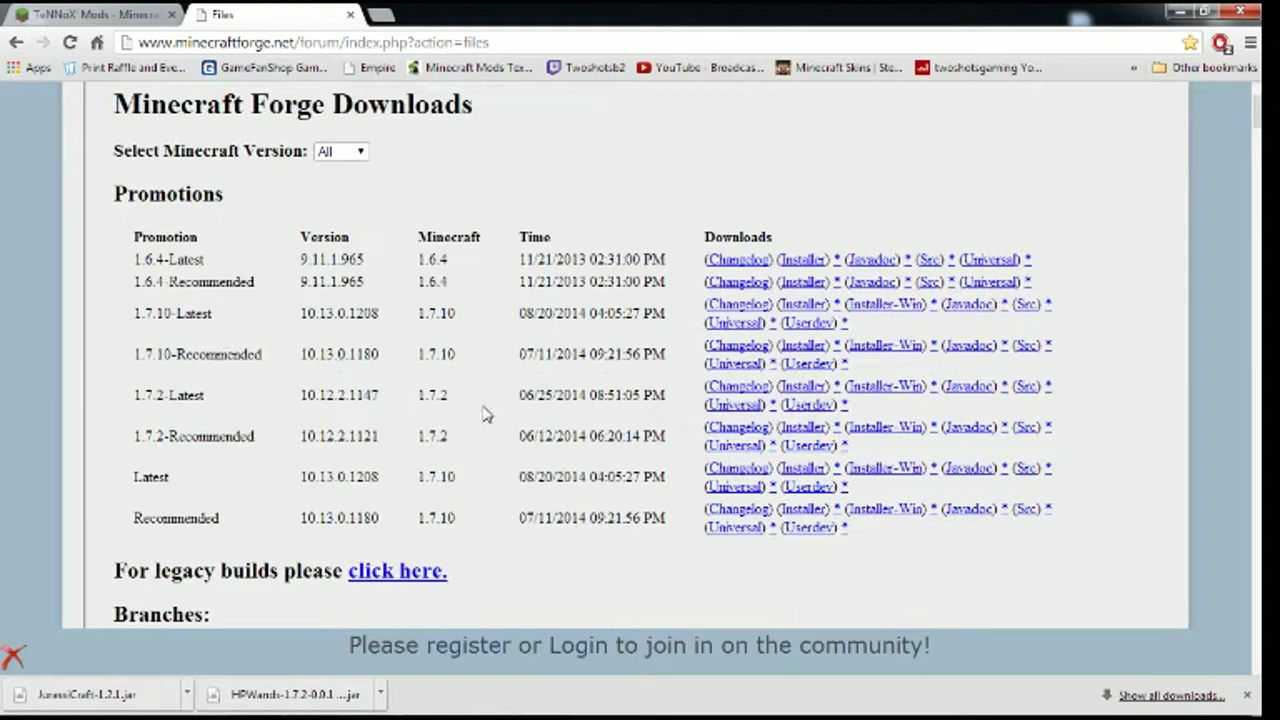 TeNNoX' Mods - Minec...
Files
www.minecraftforge.net/forum/index.php?action=files
Apps Print Raffle and Eve... GameFanShop Gam... Empire Minecraft Mods Tex... Twoshotsb2 YouTube - Broadcas... Minecraft Skins | Ste... twoshotsgaming Yo... » Other bookmarks
Minecraft Forge Downloads
Select Minecraft Version: All
Promotions
Promotion Version Minecraft Time Downloads
1.6.4-Latest 9.11.1.965 1.6.4 11/21/2013 02:31:00 PM (Changelog) (Installer) * (Javadoc) * (Src) * (Universal) *
1.6.4-Recommended 9.11.1.965 1.6.4 11/21/2013 02:31:00 PM (Changelog) (Installer) * (Javadoc) * (Src) * (Universal) *
1.7.10-Latest 10.13.0.1208 1.7.10 08/20/2014 04:05:27 PM (Changelog) (Installer) * (Installer-Win) * (Javadoc) * (Src) *
(Universal) * (Userdev) *
1.7.10-Recommended 10.13.0.1180 1.7.10 07/11/2014 09:21:56 PM (Changelog) (Installer) * (Installer-Win) * (Javadoc) * (Src) *
(Universal) * (Userdev) *
1.7.2-Latest 10.12.2.1147 1.7.2 06/25/2014 08:51:05 PM (Changelog) (Installer) * (Installer-Win) * (Javadoc) * (Src) *
(Universal) * (Userdev) *
1.7.2-Recommended 10.12.2.1121 1.7.2 06/12/2014 06:20:14 PM (Changelog) (Installer) * (Installer-Win) * (Javadoc) * (Src) *
(Universal) * (Userdev) *
Latest 10.13.0.1208 1.7.10 08/20/2014 04:05:27 PM (Changelog) (Installer) * (Installer-Win) * (Javadoc) * (Src) *
(Universal) * (Userdev) *
Recommended 10.13.0.1180 1.7.10 07/11/2014 09:21:56 PM (Changelog) (Installer) * (Installer-Win) * (Javadoc) * (Src) *
(Universal) * (Userdev) *
For legacy builds please click here.
Branches:
Please register or Login to join in on the community!
JurassiCraft-1.2.1.jar HPWands-1.7.2-0.0.1 ....jar Show all downloads...